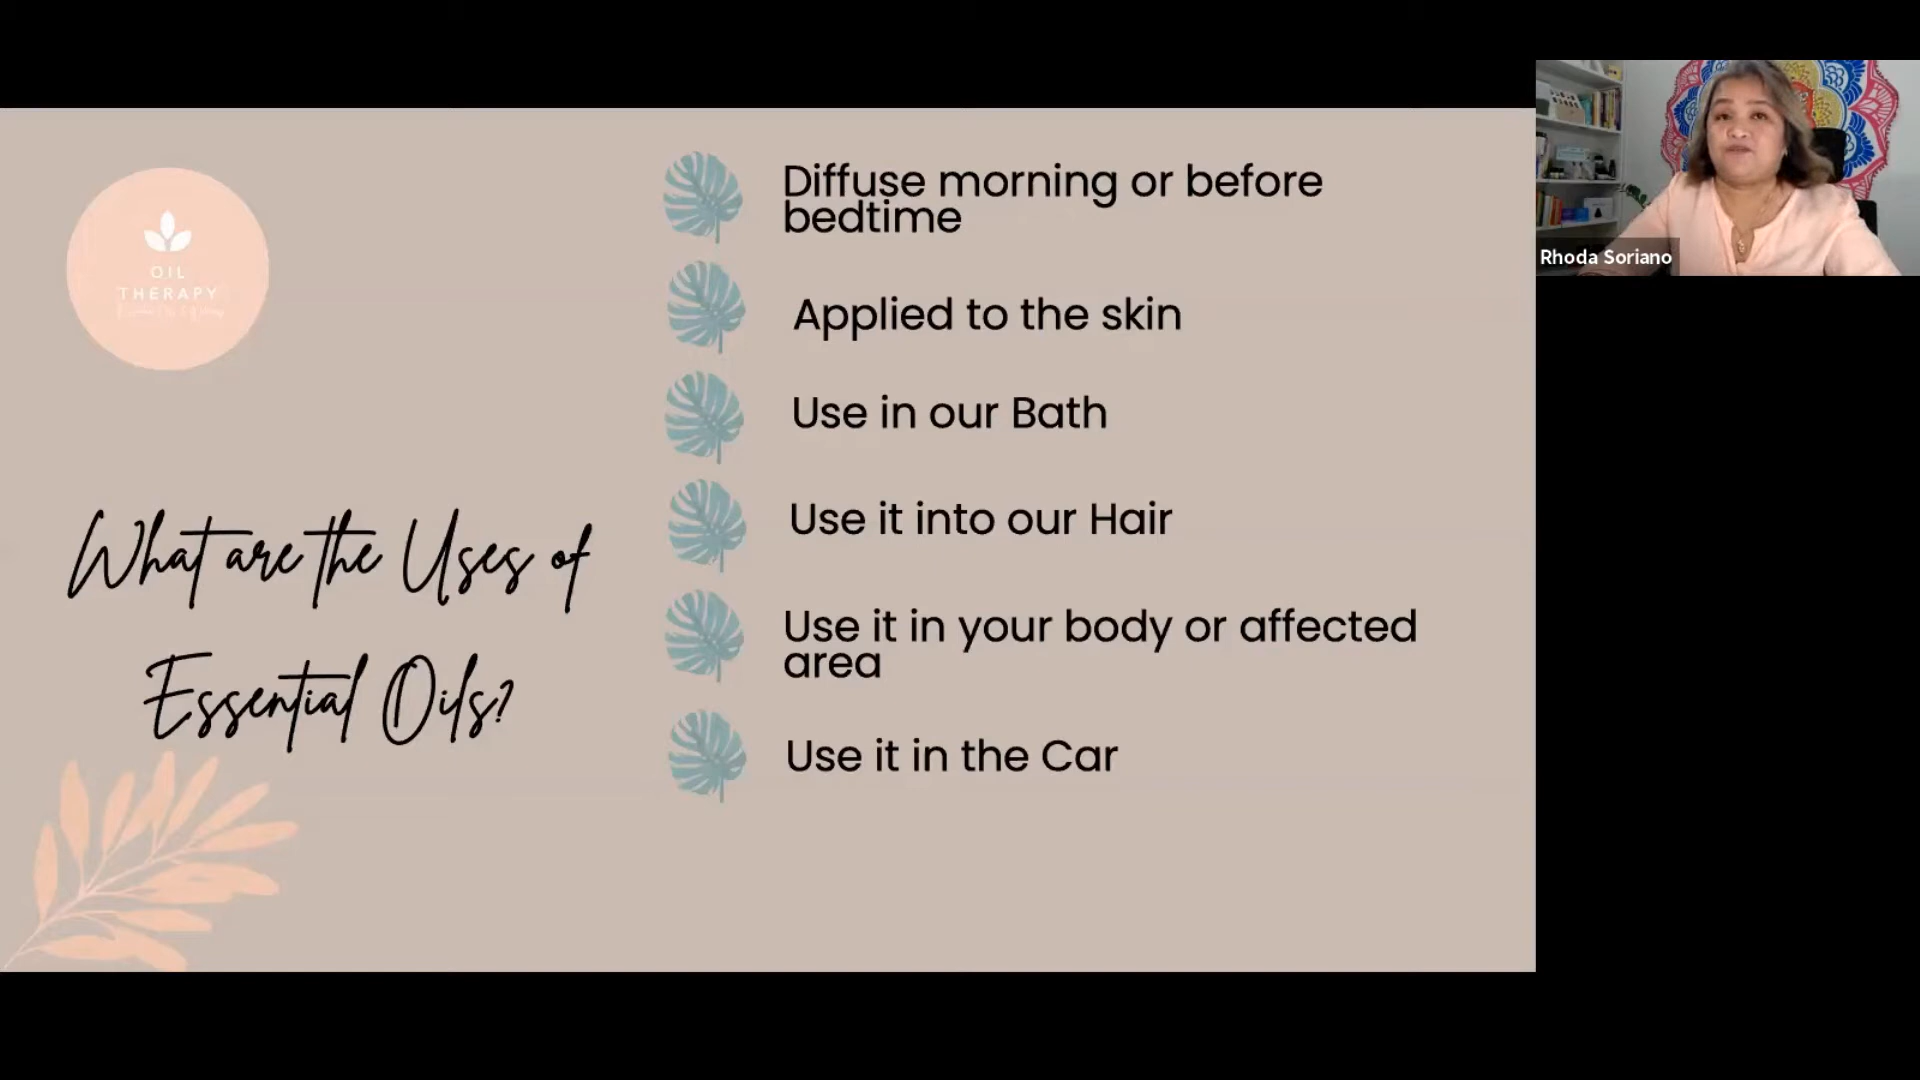 OIL
THERAPY
What are the Uses of
Essential Oils?
Diffuse morning or before
bedtime
Applied to the skin
Use in our Bath
Use it into our Hair
Use it in your body or affected
area
Use it in the Car
Rhoda Soriano